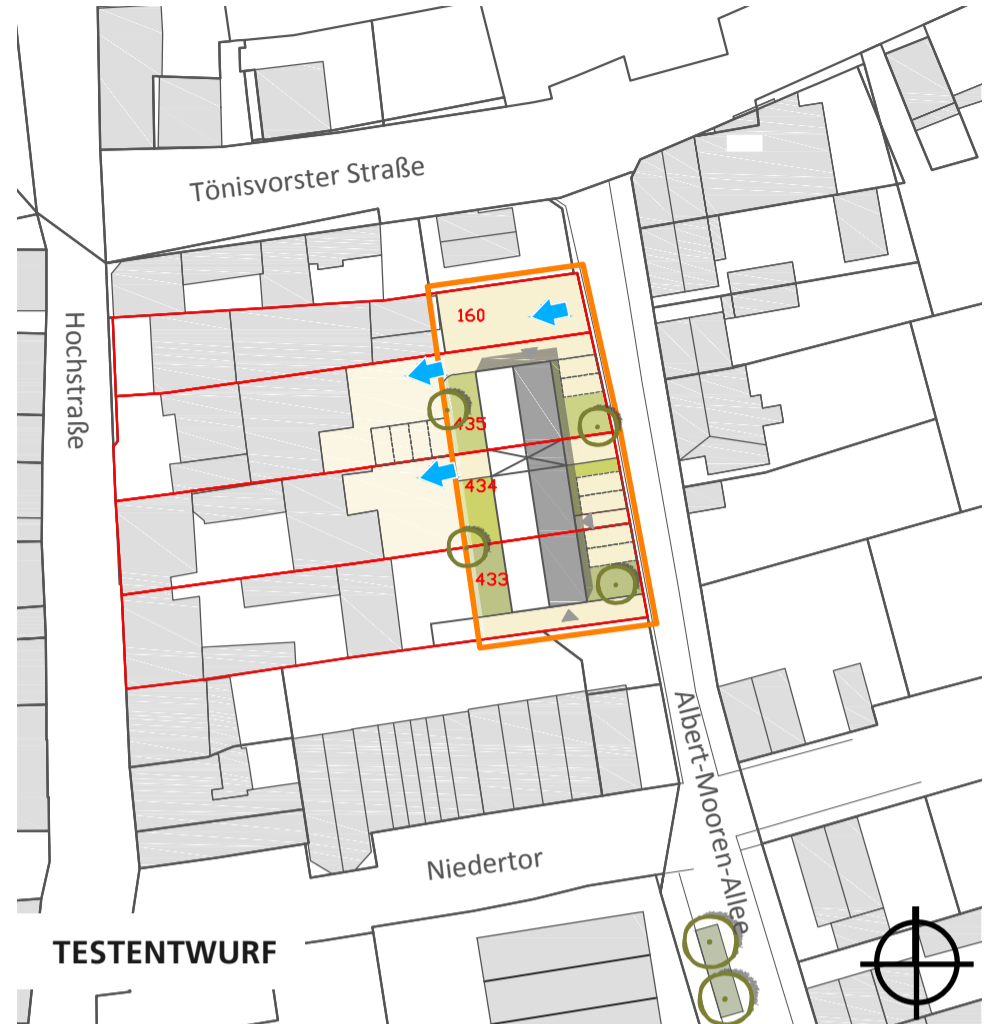 Tönisvorster Straße
Hochstraße
160
435
434
433
Albert-Mooren-Allee
Niedertor
TESTENTWURF